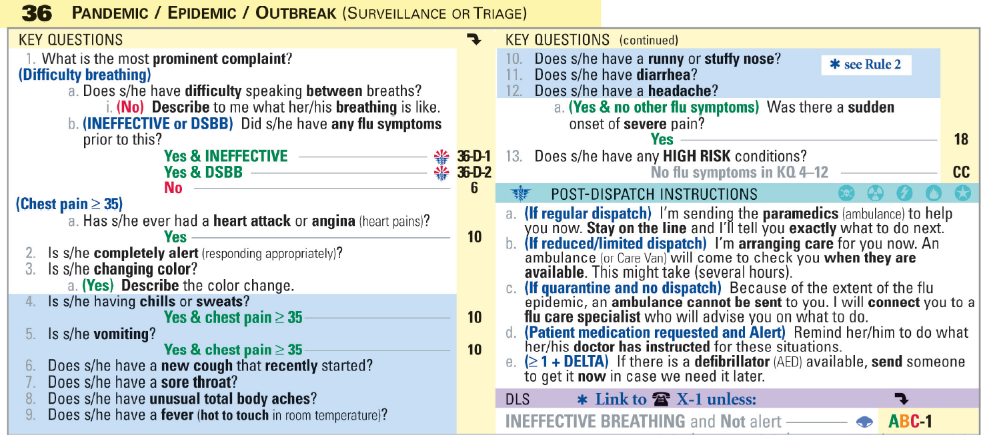 36 PANDEMIC / EPIDEMIC / OUTBREAK (SURVEILLANCE OR TRIAGE)
KEY QUESTIONS
1. What is the most prominent complaint?
(Difficulty breathing)
a. Does s/he have difficulty speaking between breaths?
i. (No) Describe to me what her/his breathing is like.
b. (INEFFECTIVE or DSBB) Did s/he have any flu symptoms
prior to this?
Yes & INEFFECTIVE 36-D-1
Yes & DSBB 36-D-2
No 6
(Chest pain ≥ 35)
a. Has s/he ever had a heart attack or angina (heart pains)?
Yes 10
2. Is s/he completely alert (responding appropriately)?
3. Is s/he changing color?
a. (Yes) Describe the color change.
4. Is s/he having chills or sweats?
Yes & chest pain ≥ 35 10
5. Is s/he vomiting?
Yes & chest pain ≥ 35 10
6. Does s/he have a new cough that recently started?
7. Does s/he have a sore throat?
8. Does s/he have unusual total body aches?
9. Does s/he have a fever (hot to touch in room temperature)?
KEY QUESTIONS (continued)
10. Does s/he have a runny or stuffy nose?
* see Rule 2
11. Does s/he have diarrhea?
12. Does s/he have a headache?
a. (Yes & no other flu symptoms) Was there a sudden
onset of severe pain?
Yes 18
13. Does s/he have any HIGH RISK conditions?
No flu symptoms in KQ 4–12 CC
POST-DISPATCH INSTRUCTIONS
a. (If regular dispatch) I'm sending the paramedics (ambulance) to help
you now. Stay on the line and I'll tell you exactly what to do next.
b. (If reduced/limited dispatch) I'm arranging care for you now. An
ambulance (or Care Van) will come to check you when they are
available. This might take (several hours).
c. (If quarantine and no dispatch) Because of the extent of the flu
epidemic, an ambulance cannot be sent to you. I will connect you to a
flu care specialist who will advise you on what to do.
d. (Patient medication requested and Alert) Remind her/him to do what
her/his doctor has instructed for these situations.
e. (≥ 1 + DELTA) If there is a defibrillator (AED) available, send someone
to get it now in case we need it later.
DLS * Link to ☎ X-1 unless:
INEFFECTIVE BREATHING and Not alert ABC-1